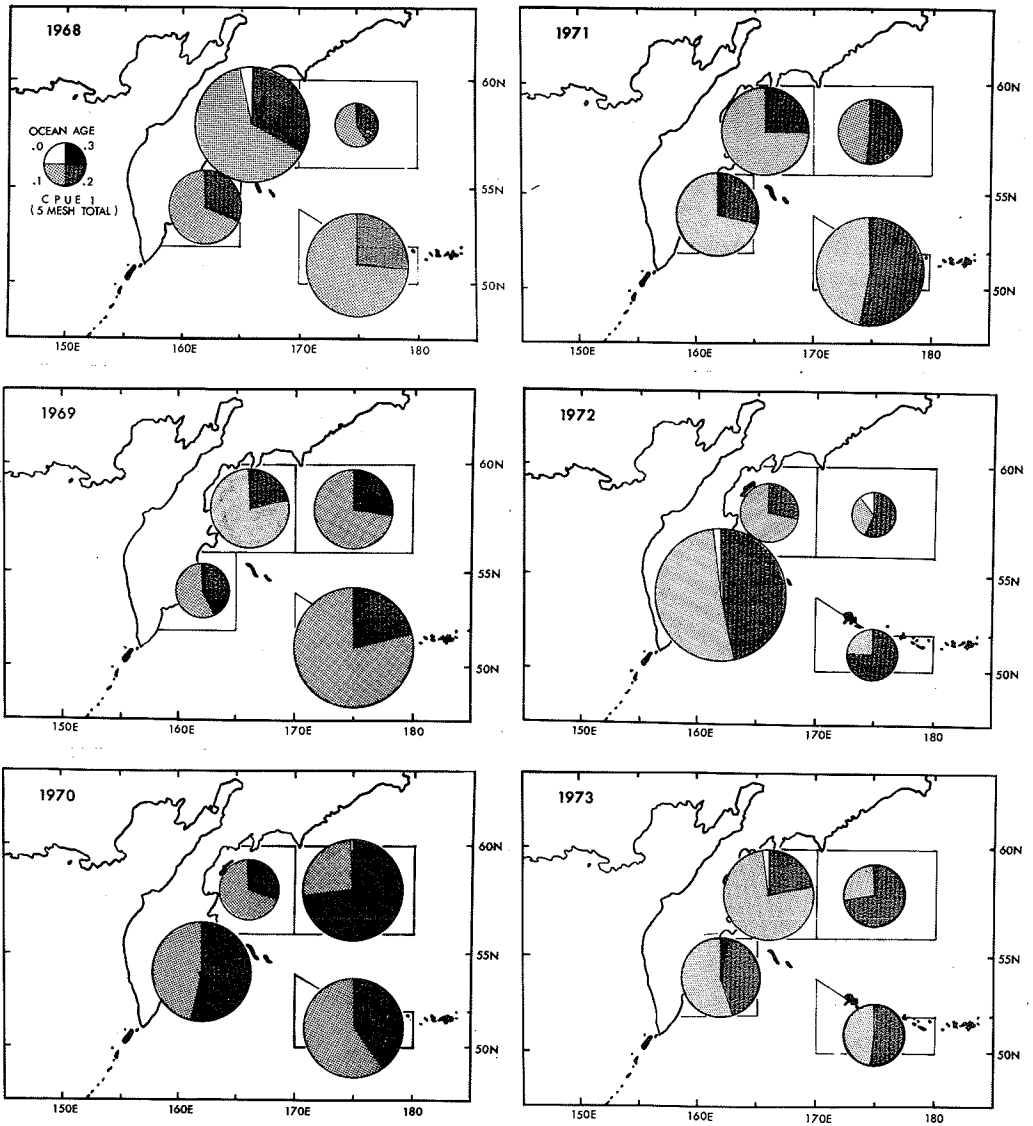 1968
60N
OCEAN AGE
.0 .3
.1 .2
CPUE 1
(5 MESH TOTAL)
55N
50N
150E 160E 170E 180
1971
60N
55N
50N
150E 160E 170E 180
1969
60N
55N
50N
150E 160E 170E 180
1972
60N
55N
50N
150E 160E 170E 180
1970
60N
55N
50N
150E 160E 170E 180
1973
60N
55N
50N
150E 160E 170E 180